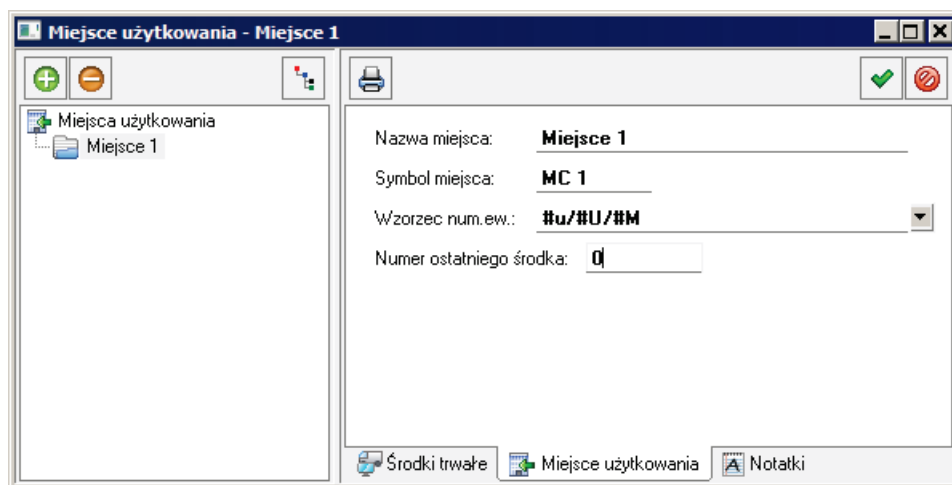 Miejsce użytkowania - Miejsce 1
Miejsca użytkowania
Miejsce 1
Nazwa miejsca: Miejsce 1
Symbol miejsca: MC 1
Wzorzec num.ew.: #u/#U/#M
Numer ostatniego środka: 0
Środki trwałe Miejsce użytkowania Notatki